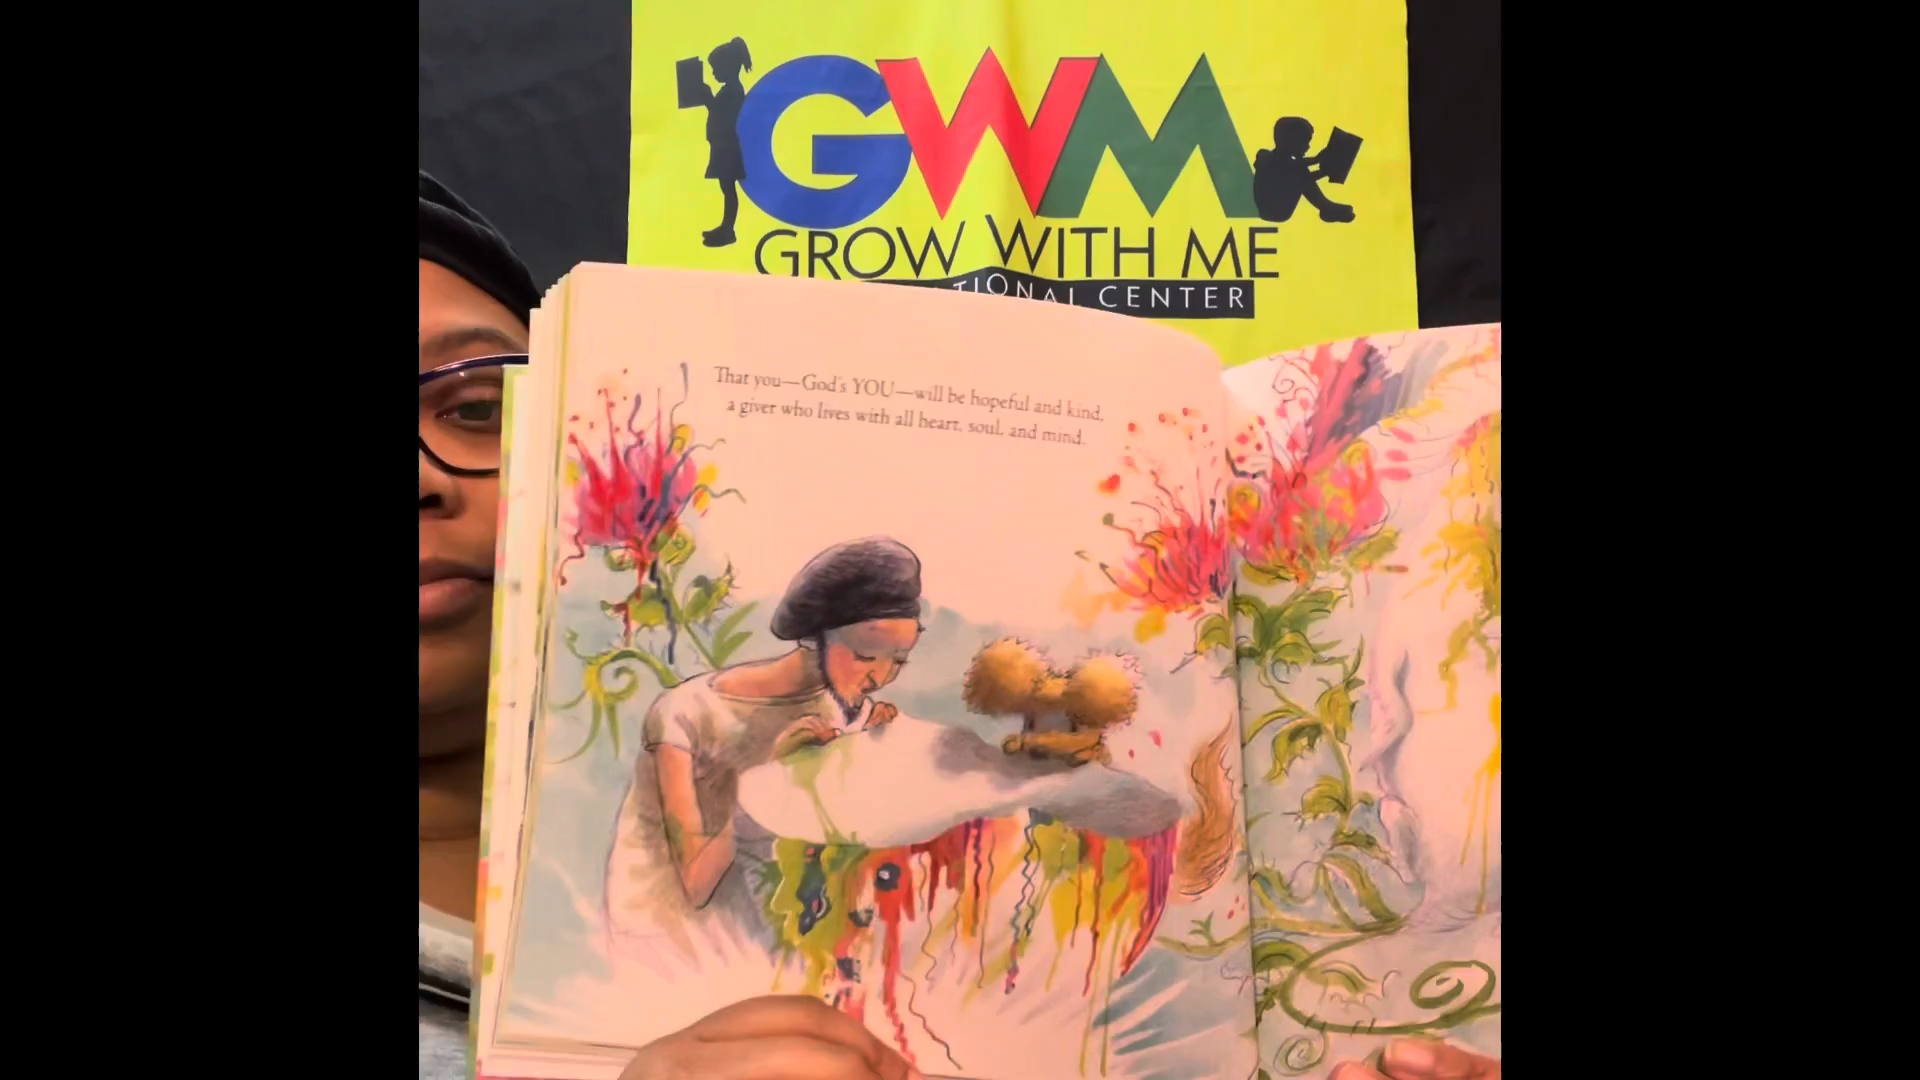 GWM
GROW WITH ME
CENTER
That you—God's YOU—will be hopeful and kind,
a giver who lives with all heart, soul, and mind.